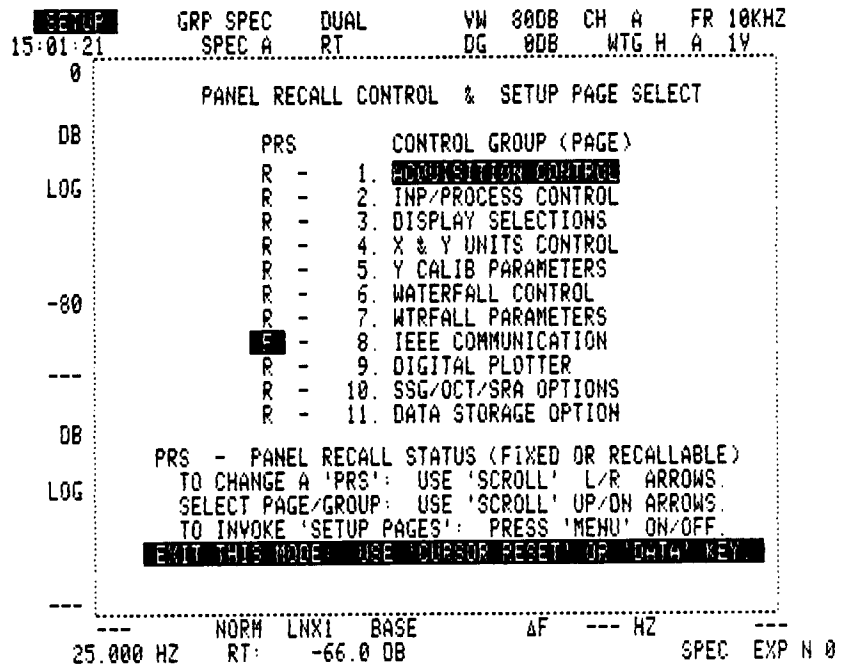 SETUP GRP SPEC DUAL VW 80DB CH A FR 10KHZ
15:01:21 SPEC A RT DG 0DB WTG H A 1V
0
PANEL RECALL CONTROL & SETUP PAGE SELECT
DB
PRS CONTROL GROUP (PAGE)
R - 1. ACQUISITION CONTROL
LOG
R - 2. INP/PROCESS CONTROL
R - 3. DISPLAY SELECTIONS
R - 4. X & Y UNITS CONTROL
R - 5. Y CALIB PARAMETERS
-80
R - 6. WATERFALL CONTROL
R - 7. WTRFALL PARAMETERS
F - 8. IEEE COMMUNICATION
R - 9. DIGITAL PLOTTER
---
R - 10. SSG/OCT/SRA OPTIONS
R - 11. DATA STORAGE OPTION
DB
PRS - PANEL RECALL STATUS (FIXED OR RECALLABLE)
TO CHANGE A 'PRS': USE 'SCROLL' L/R ARROWS.
LOG
SELECT PAGE/GROUP: USE 'SCROLL' UP/DN ARROWS.
TO INVOKE 'SETUP PAGES': PRESS 'MENU' ON/OFF.
EXIT THIS MODE: USE 'CURSOR RESET' OR 'DATA' KEY.
---
--- NORM LNX1 BASE ΔF --- HZ ---
25.000 HZ RT: -66.0 DB SPEC EXP N 0